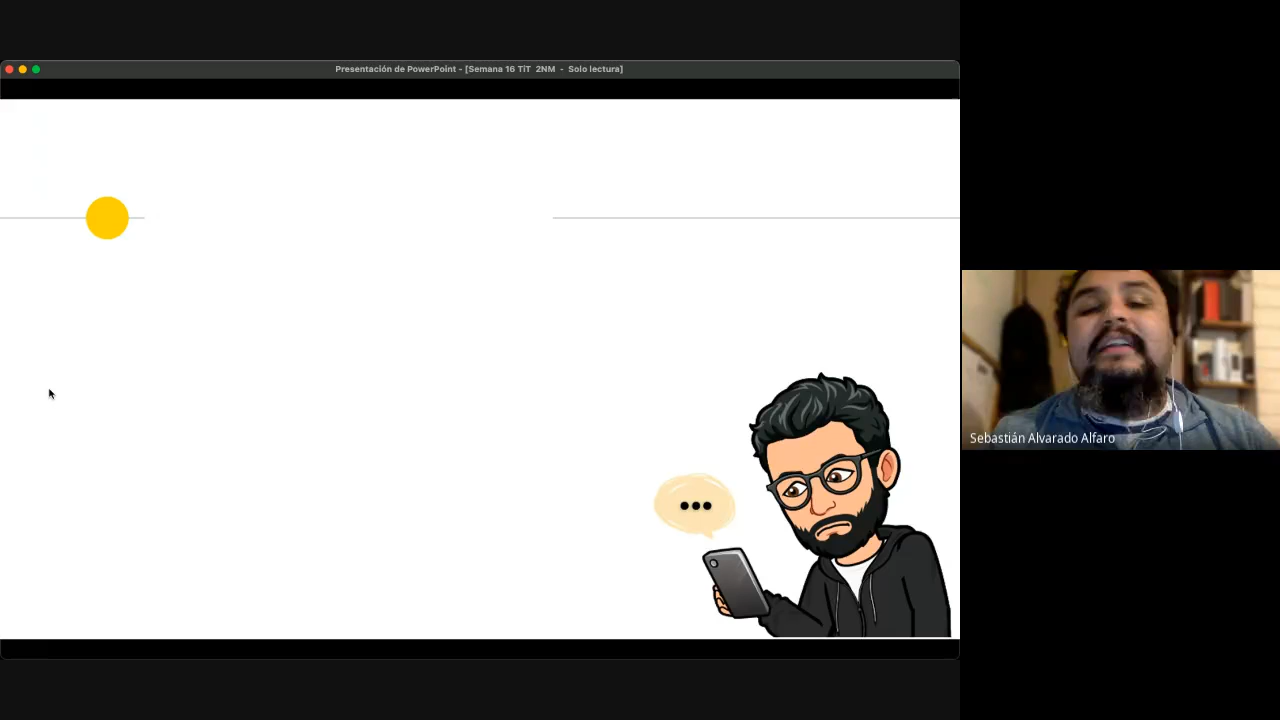 Presentación de PowerPoint - [Semana 16 TiT 2NM - Solo lectura]
Sebastián Alvarado Alfaro